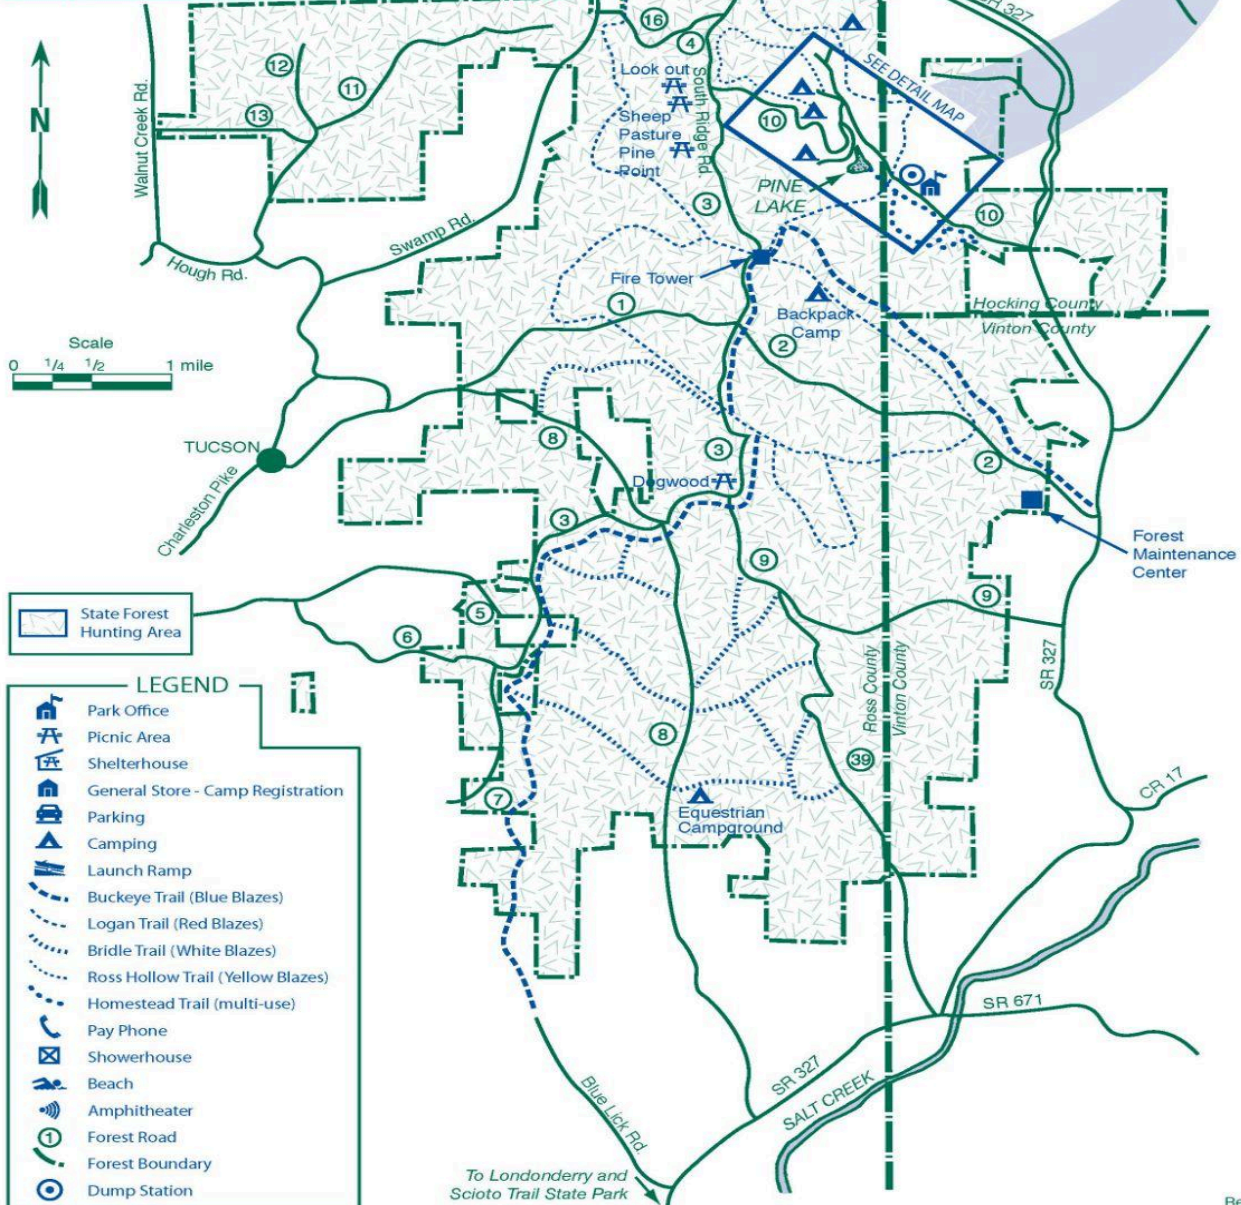 SR 327
16
4
12
11
13
N
Walnut Creek Rd.
Look out
Sheep
Pasture
Pine
Point
South Ridge Rd.
SEE DETAIL MAP
10
PINE
LAKE
3
10
Swamp Rd.
Hough Rd.
Fire Tower
1
Backpack
Camp
2
Hocking County
Vinton County
Scale
0 1/4 1/2 1 mile
TUCSON
Charleston Pike
8
3
2
Dogwood
3
9
Forest
Maintenance
Center
9
State Forest
Hunting Area
5
6
SR 327
Ross County
Vinton County
8
39
7
Equestrian
Campground
CR 17
LEGEND
Park Office
Picnic Area
Shelterhouse
General Store - Camp Registration
Parking
Camping
Launch Ramp
Buckeye Trail (Blue Blazes)
Logan Trail (Red Blazes)
Bridle Trail (White Blazes)
Ross Hollow Trail (Yellow Blazes)
Homestead Trail (multi-use)
Pay Phone
Showerhouse
Beach
Amphitheater
1 Forest Road
Forest Boundary
Dump Station
SR 671
SR 327
SALT CREEK
Blue Lick Rd.
To Londonderry and
Scioto Trail State Park